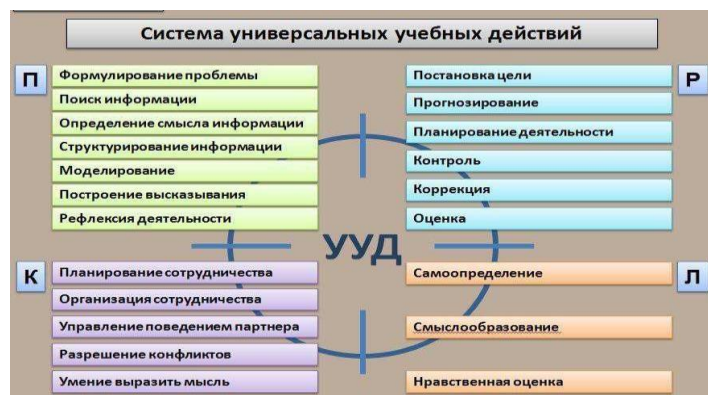 Система универсальных учебных действий
П
Формулирование проблемы
Поиск информации
Определение смысла информации
Структурирование информации
Моделирование
Построение высказывания
Рефлексия деятельности
Р
Постановка цели
Прогнозирование
Планирование деятельности
Контроль
Коррекция
Оценка
УУД
К
Планирование сотрудничества
Организация сотрудничества
Управление поведением партнера
Разрешение конфликтов
Умение выразить мысль
Л
Самоопределение
Смыслообразование
Нравственная оценка